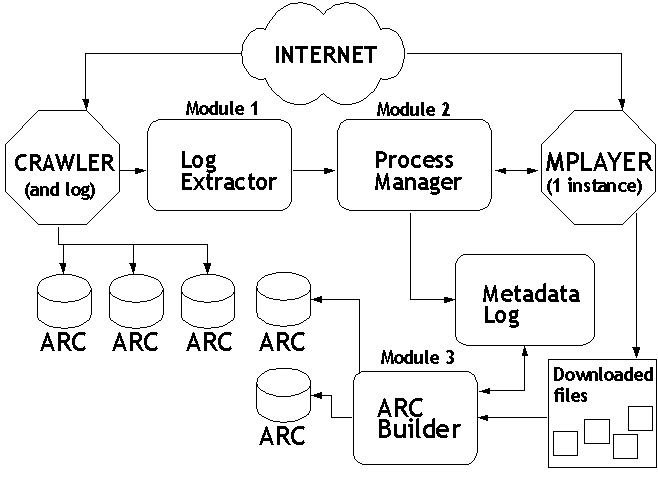 INTERNET
Module 1
Module 2
CRAWLER
(and log)
Log
Extractor
Process
Manager
MPLAYER
(1 instance)
Metadata
Log
ARC
ARC
ARC
ARC
Module 3
Downloaded
files
ARC
Builder
ARC